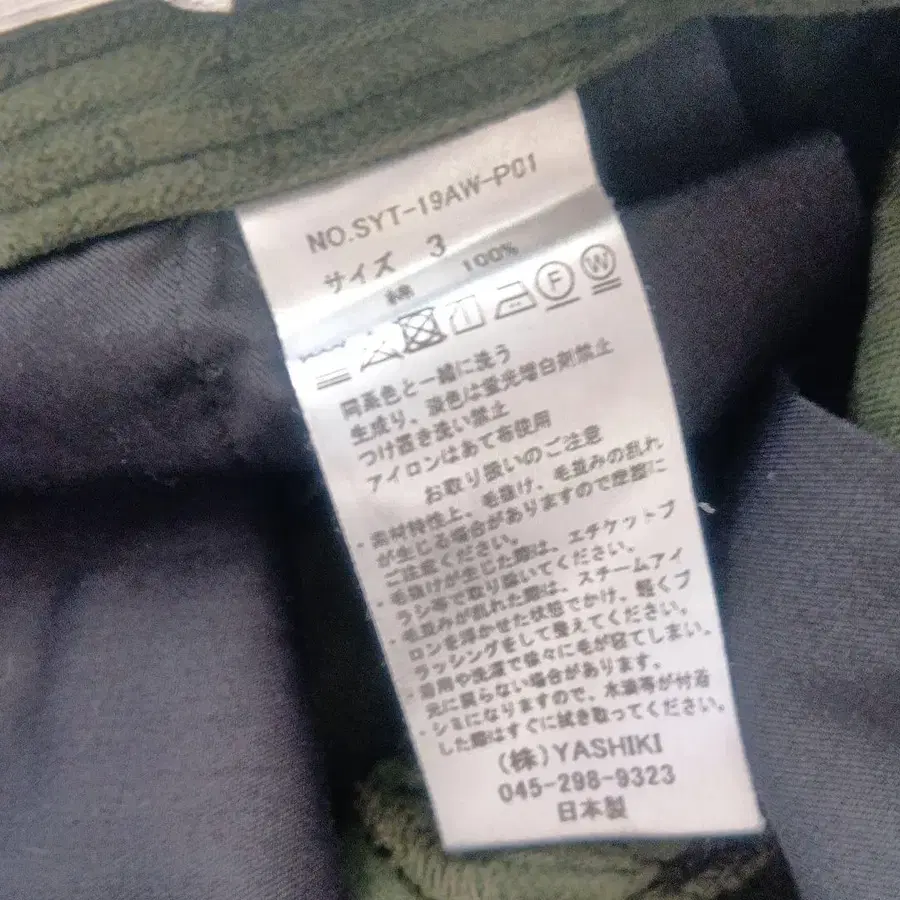 NO.SYT-19AW-P01
サイズ 3
綿 100%
F W
同系色と一緒に洗う
生成り、淡色は蛍光増白剤禁止
つけ置き洗い禁止
アイロンはあて布使用
お取り扱いのご注意
・素材特性上、毛抜け、毛並みの乱れ
が生じる場合がありますので摩擦に
ご注意ください。
・毛抜けが生じた際は、エチケットブ
ラシ等で取り除いてください。
・毛並みが乱れた際は、スチームアイ
ロンを浮かせた状態でかけ、軽くブ
ラッシングをして整えてください。
・着用や洗濯で徐々に毛が寝てしまい、
元に戻らない場合があります。
・シミになりますので、水滴等が付着
した際はすぐに拭き取ってください。
(株)YASHIKI
045-298-9323
日本製